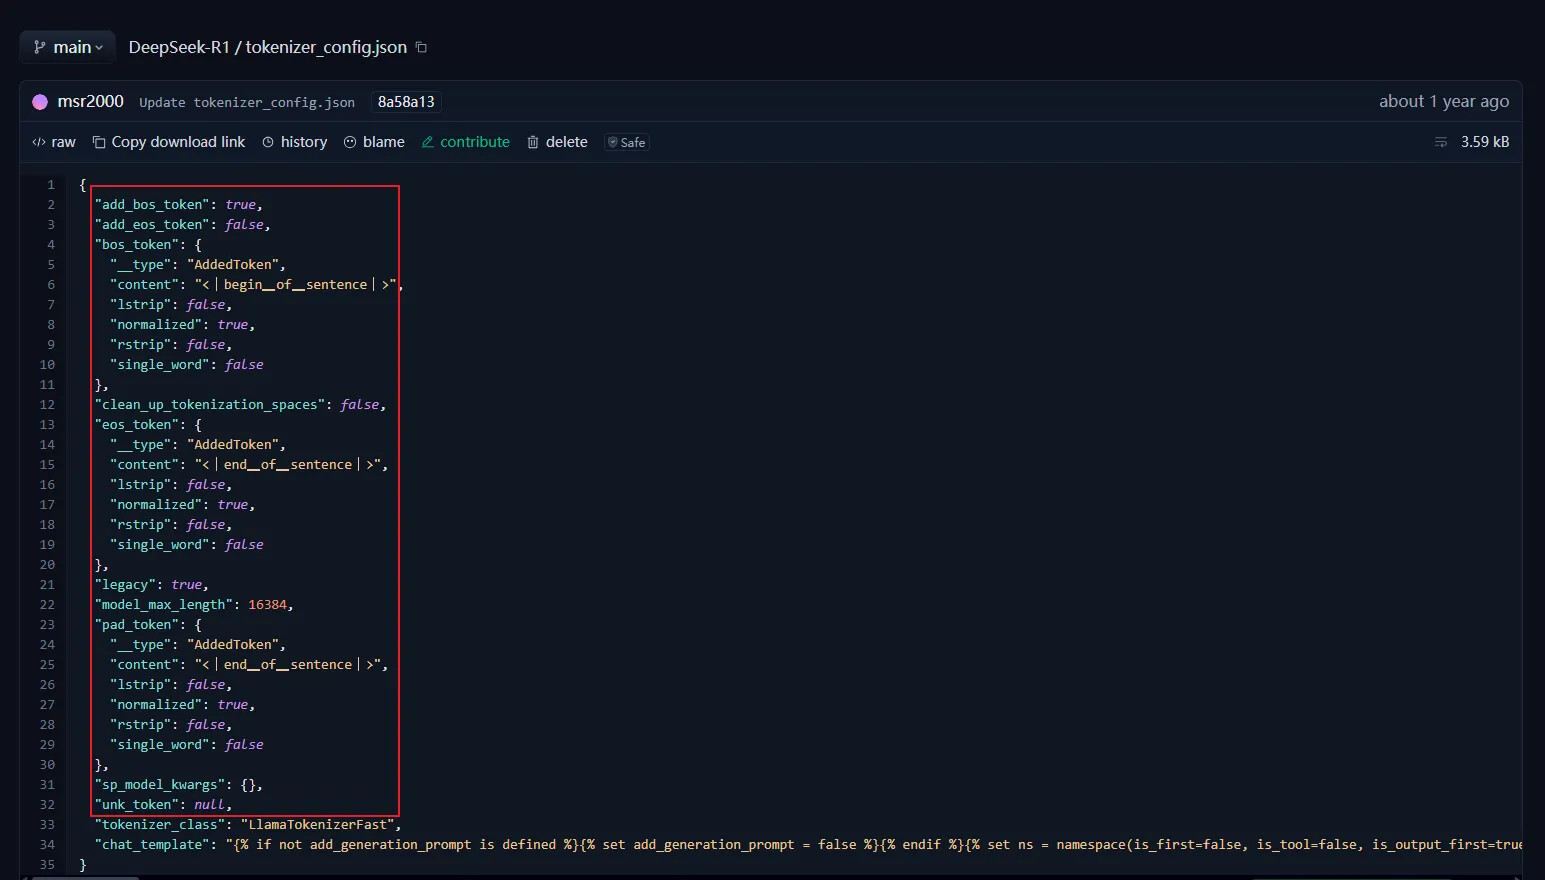 main
DeepSeek-R1 / tokenizer_config.json
msr2000 Update tokenizer_config.json 8a58a13 about 1 year ago
</> raw Copy download link history blame contribute delete Safe 3.59 kB
1 {
2 "add_bos_token": true,
3 "add_eos_token": false,
4 "bos_token": {
5 "__type": "AddedToken",
6 "content": "<｜begin▁of▁sentence｜>",
7 "lstrip": false,
8 "normalized": true,
9 "rstrip": false,
10 "single_word": false
11 },
12 "clean_up_tokenization_spaces": false,
13 "eos_token": {
14 "__type": "AddedToken",
15 "content": "<｜end▁of▁sentence｜>",
16 "lstrip": false,
17 "normalized": true,
18 "rstrip": false,
19 "single_word": false
20 },
21 "legacy": true,
22 "model_max_length": 16384,
23 "pad_token": {
24 "__type": "AddedToken",
25 "content": "<｜end▁of▁sentence｜>",
26 "lstrip": false,
27 "normalized": true,
28 "rstrip": false,
29 "single_word": false
30 },
31 "sp_model_kwargs": {},
32 "unk_token": null,
33 "tokenizer_class": "LlamaTokenizerFast",
34 "chat_template": "{% if not add_generation_prompt is defined %}{% set add_generation_prompt = false %}{% endif %}{% set ns = namespace(is_first=false, is_tool=false, is_output_first=true
35 }